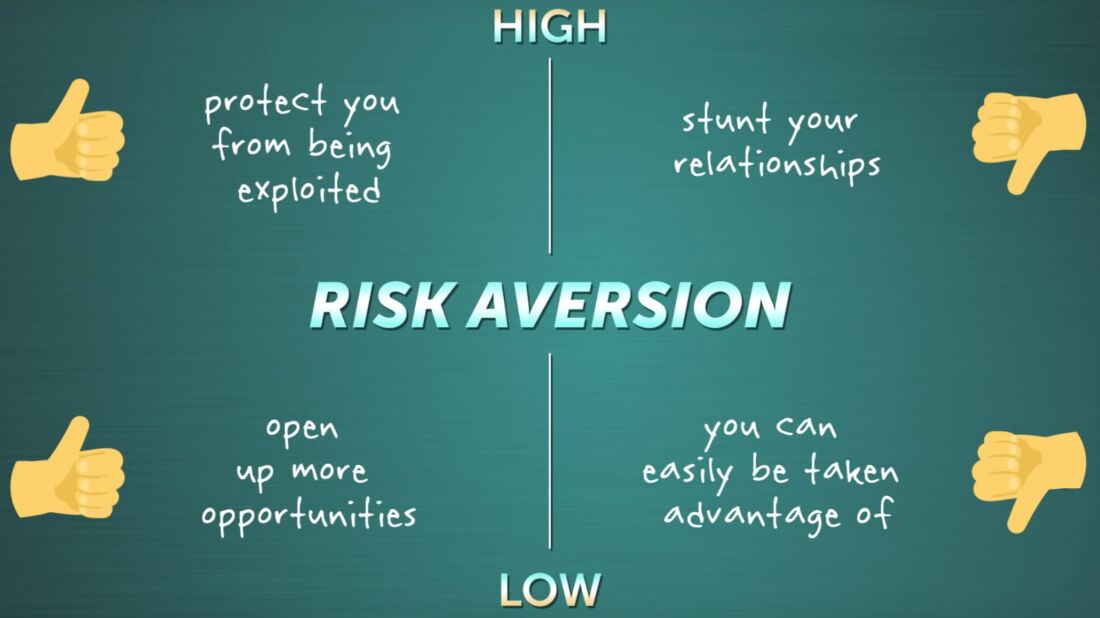 HIGH
protect you
from being
exploited
stunt your
relationships
RISK AVERSION
open
up more
opportunities
you can
easily be taken
advantage of
LOW